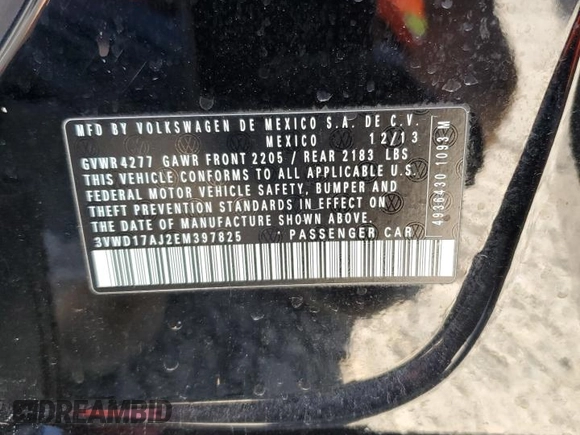 MFD BY VOLKSWAGEN DE MEXICO S.A. DE C.V.
MEXICO 12/13
GVWR4277 GAWR FRONT 2205 / REAR 2183 LBS
THIS VEHICLE CONFORMS TO ALL APPLICABLE U.S.
FEDERAL MOTOR VEHICLE SAFETY, BUMPER AND
THEFT PREVENTION STANDARDS IN EFFECT ON
THE DATE OF MANUFACTURE SHOWN ABOVE.
3VWD17AJ2EM397825 * PASSENGER CAR
4936430 1093 M
DREAMBID